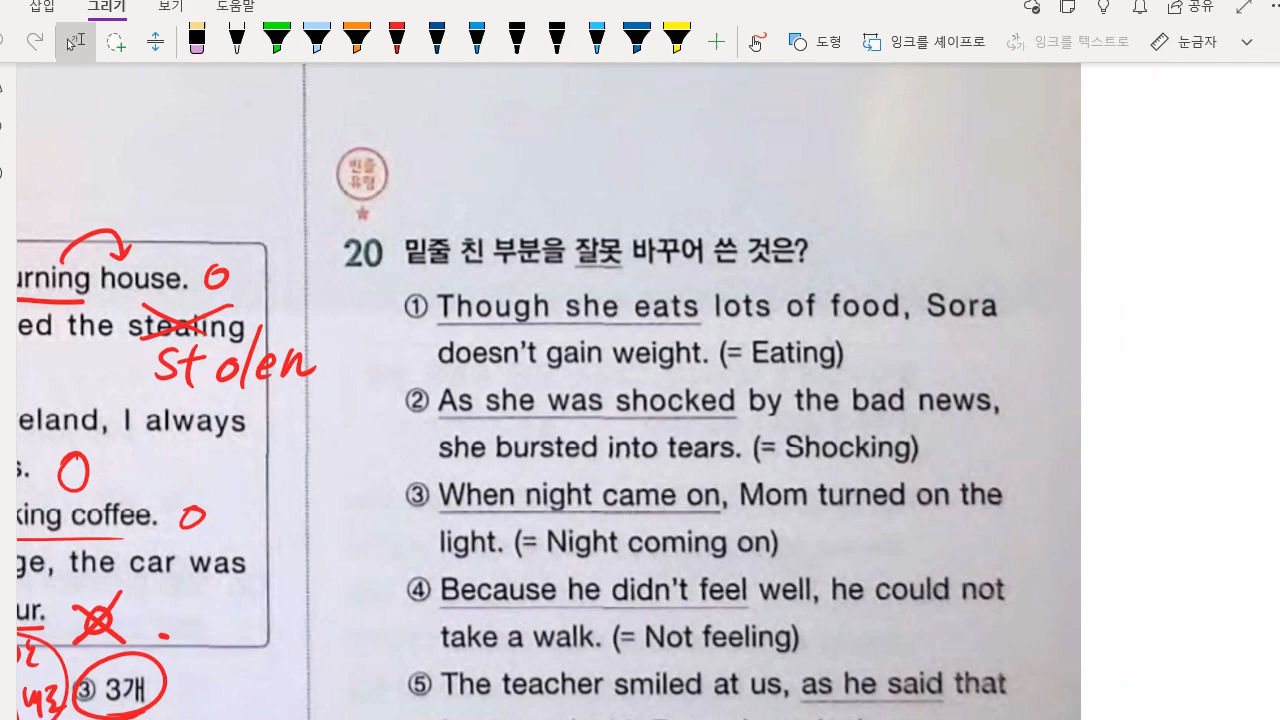 삽입 그리기 보기 도움말
공유
도형 잉크를 셰이프로 잉크를 텍스트로 눈금자
빈출
유형
urning house. O
ed the stealing
stolen
eland, I always
s. O
king coffee. O
ge, the car was
ur.
③ 3개
20 밑줄 친 부분을 잘못 바꾸어 쓴 것은?
① Though she eats lots of food, Sora
doesn't gain weight. (= Eating)
② As she was shocked by the bad news,
she bursted into tears. (= Shocking)
③ When night came on, Mom turned on the
light. (= Night coming on)
④ Because he didn't feel well, he could not
take a walk. (= Not feeling)
⑤ The teacher smiled at us, as he said that